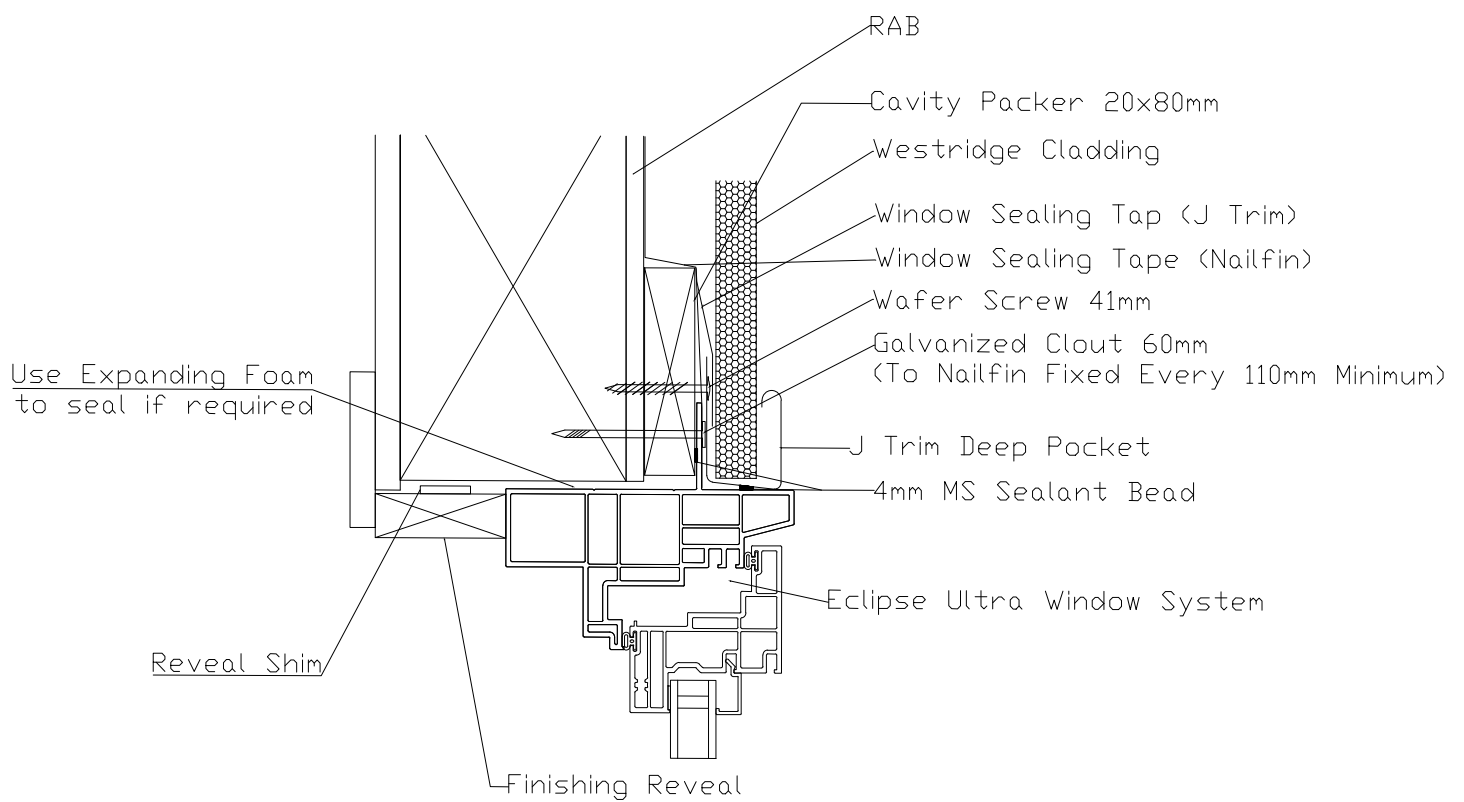 RAB
Cavity Packer 20x80mm
Westridge Cladding
Window Sealing Tap (J Trim)
Window Sealing Tape (Nailfin)
Wafer Screw 41mm
Galvanized Clout 60mm
(To Nailfin Fixed Every 110mm Minimum)
Use Expanding Foam
to seal if required
J Trim Deep Pocket
4mm MS Sealant Bead
Eclipse Ultra Window System
Reveal Shim
Finishing Reveal